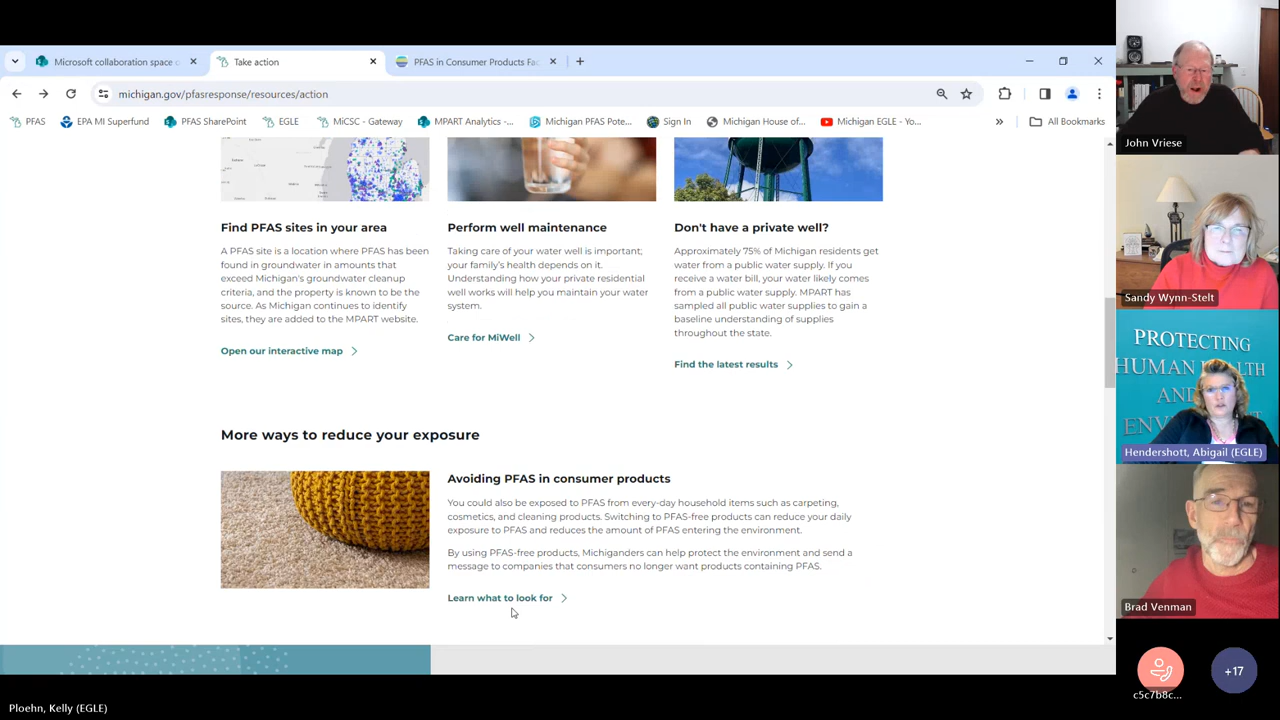 Microsoft collaboration space o
Take action
PFAS in Consumer Products Fac
michigan.gov/pfasresponse/resources/action
PFAS
EPA MI Superfund
PFAS SharePoint
EGLE
MiCSC - Gateway
MPART Analytics -...
Michigan PFAS Pote...
Sign In
Michigan House of...
Michigan EGLE - Yo...
»
All Bookmarks
Find PFAS sites in your area
A PFAS site is a location where PFAS has been
found in groundwater in amounts that
exceed Michigan's groundwater cleanup
criteria, and the property is known to be the
source. As Michigan continues to identify
sites, they are added to the MPART website.
Open our interactive map
Perform well maintenance
Taking care of your water well is important;
your family's health depends on it.
Understanding how your private residential
well works will help you maintain your water
system.
Care for MiWell
Don't have a private well?
Approximately 75% of Michigan residents get
water from a public water supply. If you
receive a water bill, your water likely comes
from a public water supply. MPART has
sampled all public water supplies to gain a
baseline understanding of supplies
throughout the state.
Find the latest results
More ways to reduce your exposure
Avoiding PFAS in consumer products
You could also be exposed to PFAS from every-day household items such as carpeting,
cosmetics, and cleaning products. Switching to PFAS-free products can reduce your daily
exposure to PFAS and reduces the amount of PFAS entering the environment.
By using PFAS-free products, Michiganders can help protect the environment and send a
message to companies that consumers no longer want products containing PFAS.
Learn what to look for
John Vriese
Sandy Wynn-Stelt
PROTECTING
HUMAN HEALTH
AND
Hendershott, Abigail (EGLE)
Brad Venman
c5c7b8c...
+17
Ploehn, Kelly (EGLE)